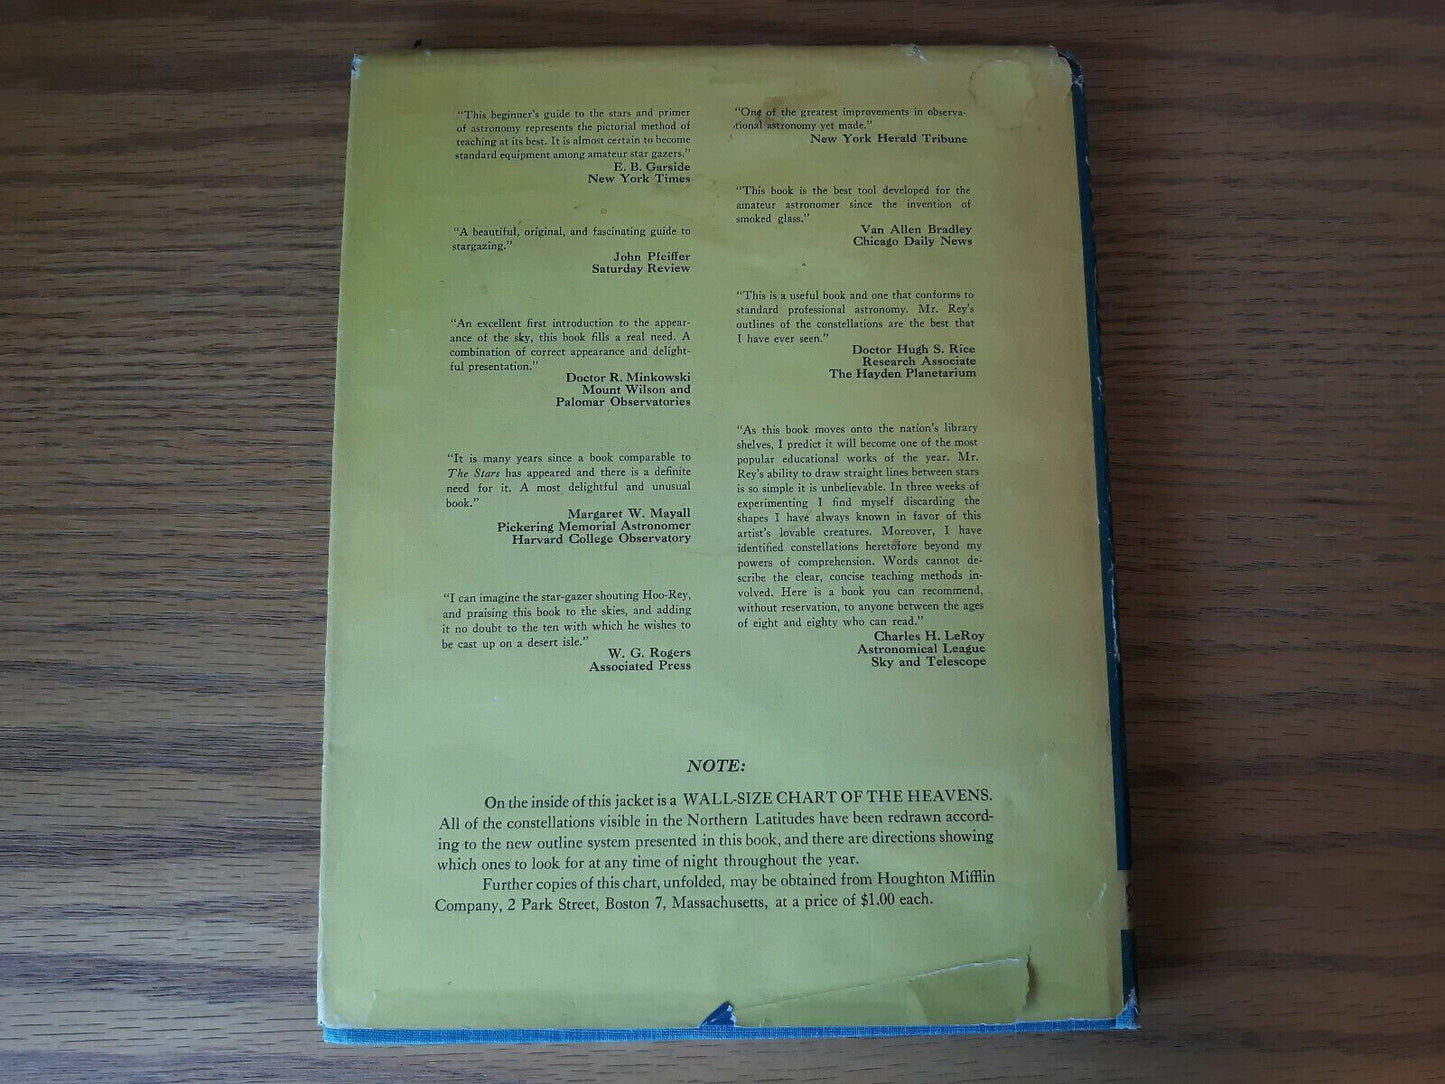 "This beginner's guide to the stars and primer
of astronomy represents the pictorial method of
teaching at its best. It is almost certain to become
standard equipment among amateur star gazers."
E. B. Garside
New York Times
"A beautiful, original, and fascinating guide to
stargazing."
John Pfeiffer
Saturday Review
"An excellent first introduction to the appear-
ance of the sky, this book fills a real need. A
combination of correct appearance and delight-
ful presentation."
Doctor R. Minkowski
Mount Wilson and
Palomar Observatories
"It is many years since a book comparable to
The Stars has appeared and there is a definite
need for it. A most delightful and unusual
book."
Margaret W. Mayall
Pickering Memorial Astronomer
Harvard College Observatory
"I can imagine the star-gazer shouting Hoo-Rey,
and praising this book to the skies, and adding
it no doubt to the ten with which he wishes to
be cast up on a desert isle."
W. G. Rogers
Associated Press
"One of the greatest improvements in observa-
tional astronomy yet made."
New York Herald Tribune
"This book is the best tool developed for the
amateur astronomer since the invention of
smoked glass."
Van Allen Bradley
Chicago Daily News
"This is a useful book and one that conforms to
standard professional astronomy. Mr. Rey's
outlines of the constellations are the best that
I have ever seen."
Doctor Hugh S. Rice
Research Associate
The Hayden Planetarium
"As this book moves onto the nation's library
shelves, I predict it will become one of the most
popular educational works of the year. Mr.
Rey's ability to draw straight lines between stars
is so simple it is unbelievable. In three weeks of
experimenting I find myself discarding the
shapes I have always known in favor of this
artist's lovable creatures. Moreover, I have
identified constellations heretofore beyond my
powers of comprehension. Words cannot de-
scribe the clear, concise teaching methods in-
volved. Here is a book you can recommend,
without reservation, to anyone between the ages
of eight and eighty who can read."
Charles H. LeRoy
Astronomical League
Sky and Telescope
NOTE:
On the inside of this jacket is a WALL-SIZE CHART OF THE HEAVENS.
All of the constellations visible in the Northern Latitudes have been redrawn accord-
ing to the new outline system presented in this book, and there are directions showing
which ones to look for at any time of night throughout the year.
Further copies of this chart, unfolded, may be obtained from Houghton Mifflin
Company, 2 Park Street, Boston 7, Massachusetts, at a price of $1.00 each.